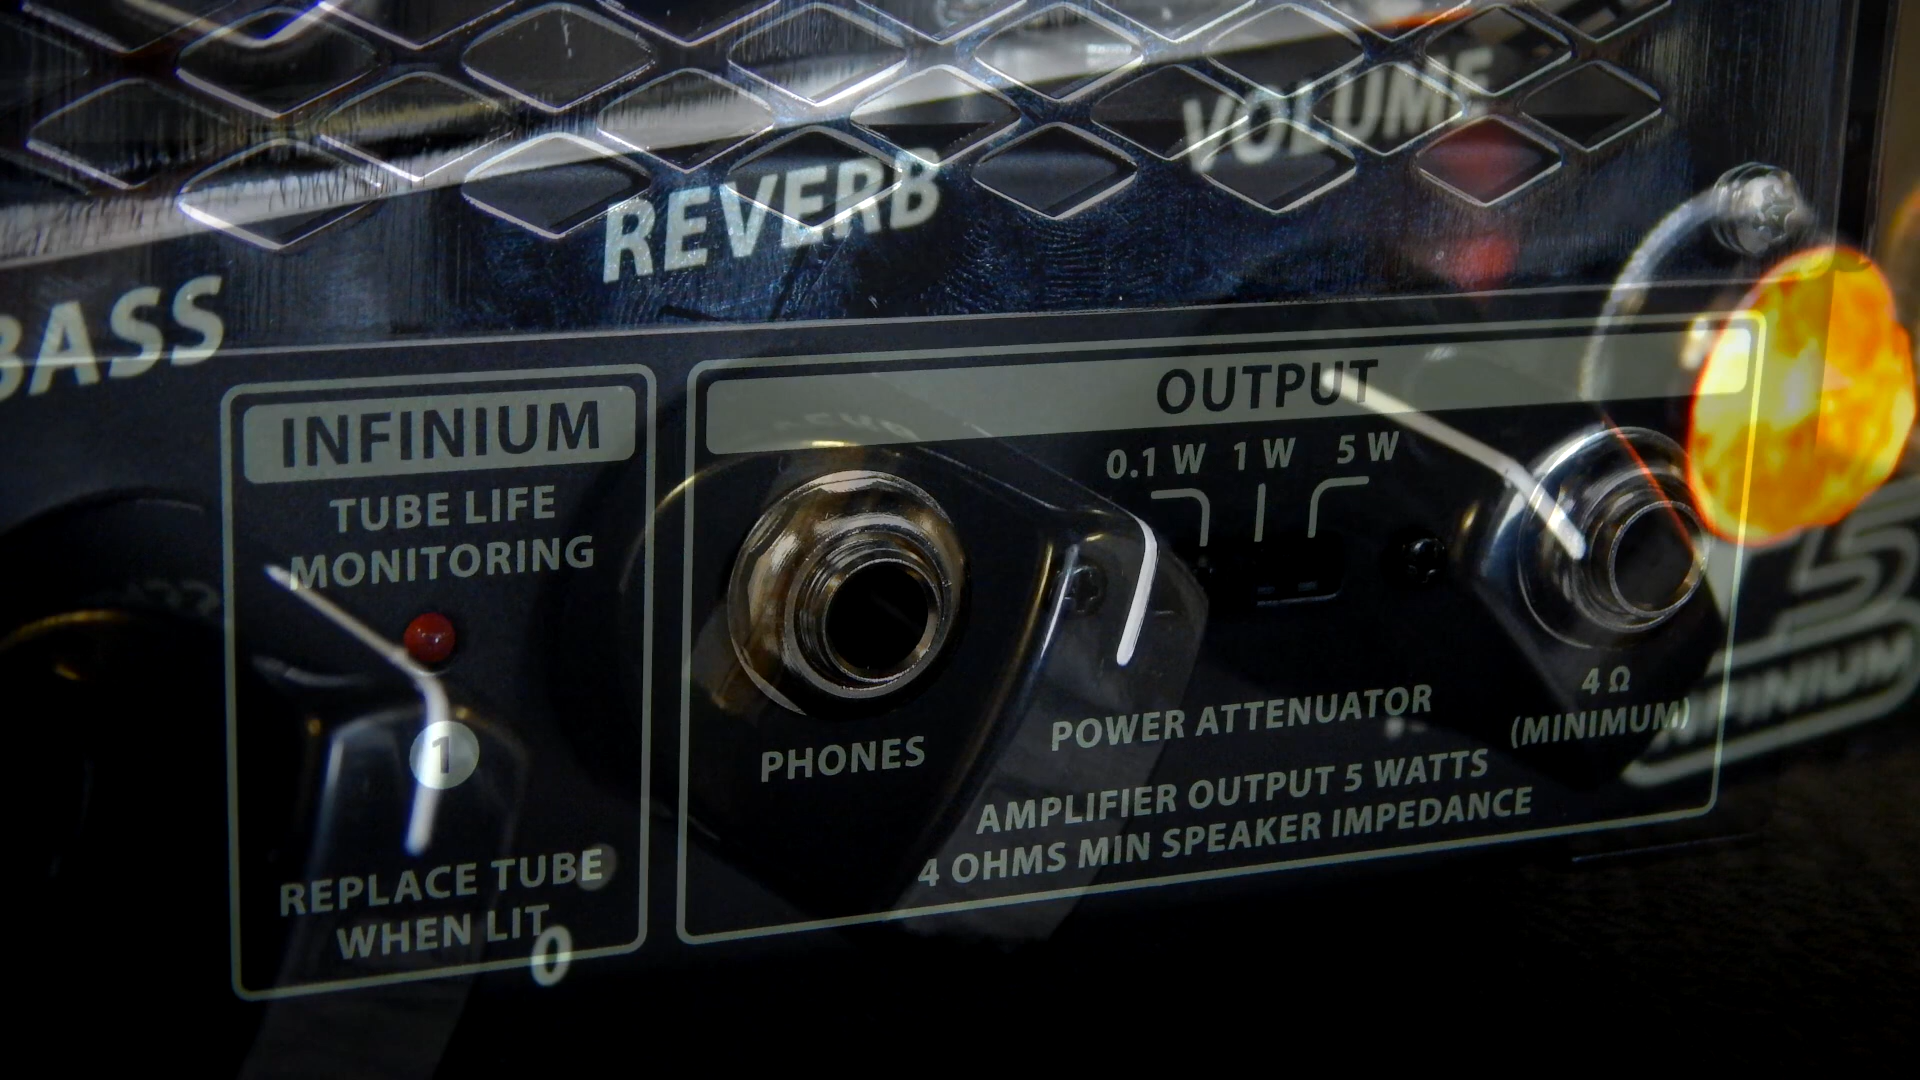 VOLUME
REVERB
BASS
INFINIUM
TUBE LIFE
MONITORING
1
REPLACE TUBE
WHEN LIT
0
OUTPUT
0.1 W 1 W 5 W
PHONES
POWER ATTENUATOR
4 Ω
(MINIMUM)
AMPLIFIER OUTPUT 5 WATTS
4 OHMS MIN SPEAKER IMPEDANCE
5
INFINIUM